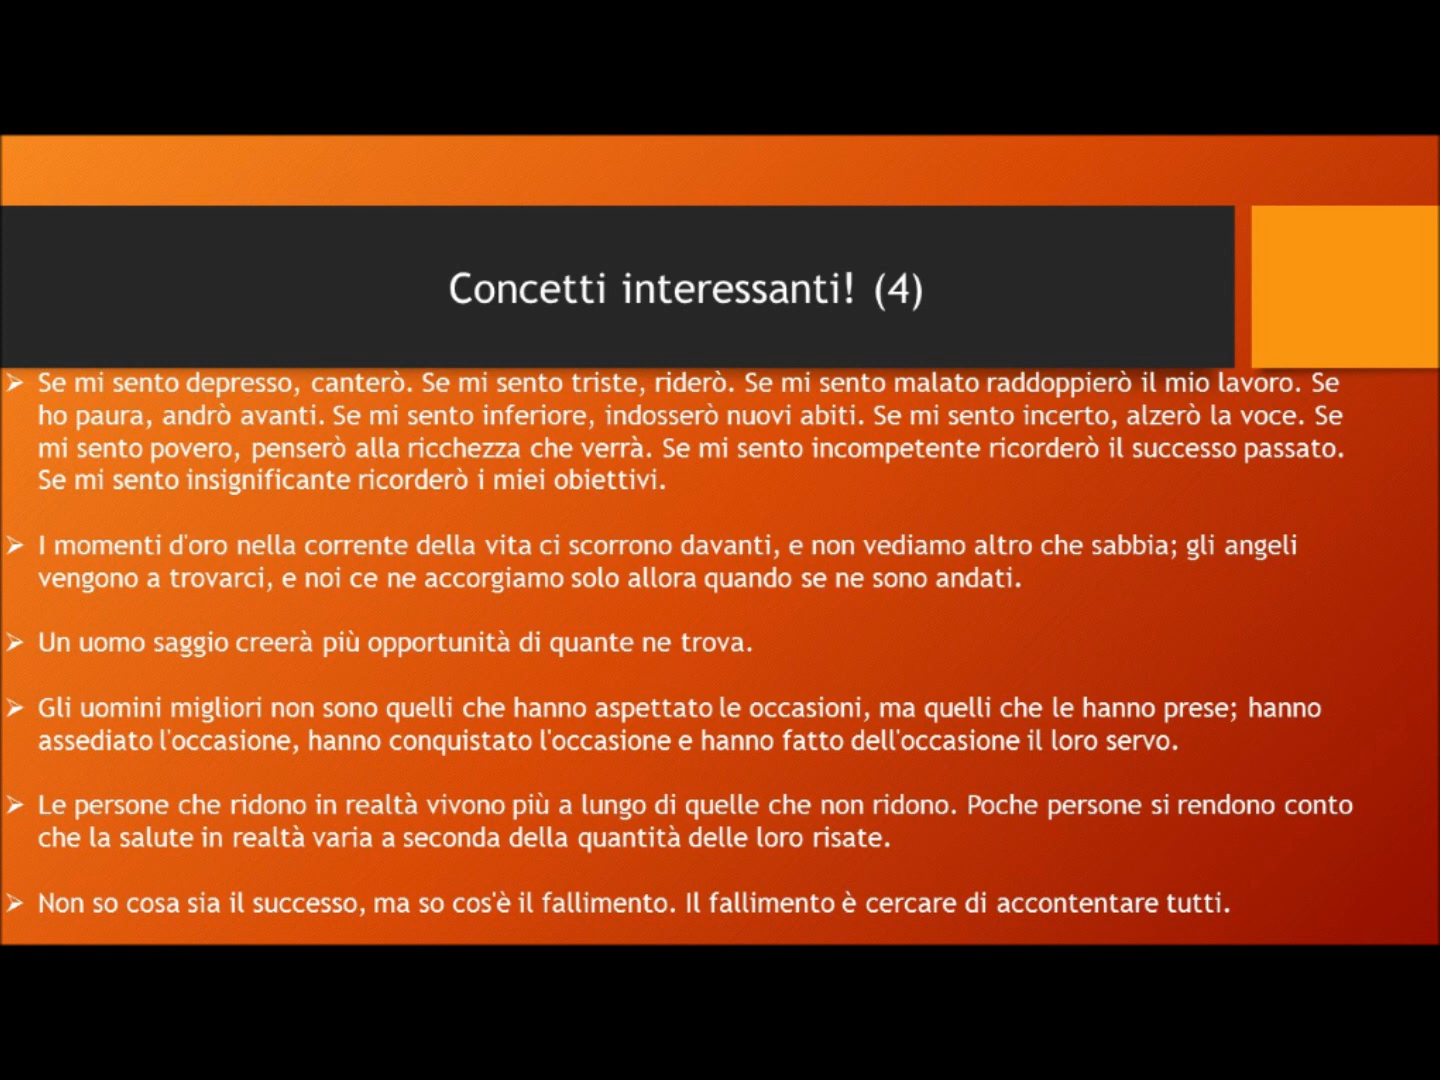 Concetti interessanti! (4)
➢ Se mi sento depresso, canterò. Se mi sento triste, riderò. Se mi sento malato raddoppierò il mio lavoro. Se
ho paura, andrò avanti. Se mi sento inferiore, indosserò nuovi abiti. Se mi sento incerto, alzerò la voce. Se
mi sento povero, penserò alla ricchezza che verrà. Se mi sento incompetente ricorderò il successo passato.
Se mi sento insignificante ricorderò i miei obiettivi.
➢ I momenti d'oro nella corrente della vita ci scorrono davanti, e non vediamo altro che sabbia; gli angeli
vengono a trovarci, e noi ce ne accorgiamo solo allora quando se ne sono andati.
➢ Un uomo saggio creerà più opportunità di quante ne trova.
➢ Gli uomini migliori non sono quelli che hanno aspettato le occasioni, ma quelli che le hanno prese; hanno
assediato l'occasione, hanno conquistato l'occasione e hanno fatto dell'occasione il loro servo.
➢ Le persone che ridono in realtà vivono più a lungo di quelle che non ridono. Poche persone si rendono conto
che la salute in realtà varia a seconda della quantità delle loro risate.
➢ Non so cosa sia il successo, ma so cos'è il fallimento. Il fallimento è cercare di accontentare tutti.